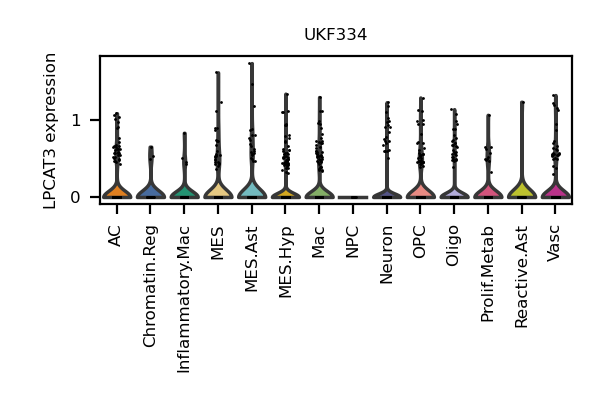 UKF334
LPCAT3 expression
1
0
AC
Chromatin.Reg
Inflammatory.Mac
MES
MES.Ast
MES.Hyp
Mac
NPC
Neuron
OPC
Oligo
Prolif.Metab
Reactive.Ast
Vasc